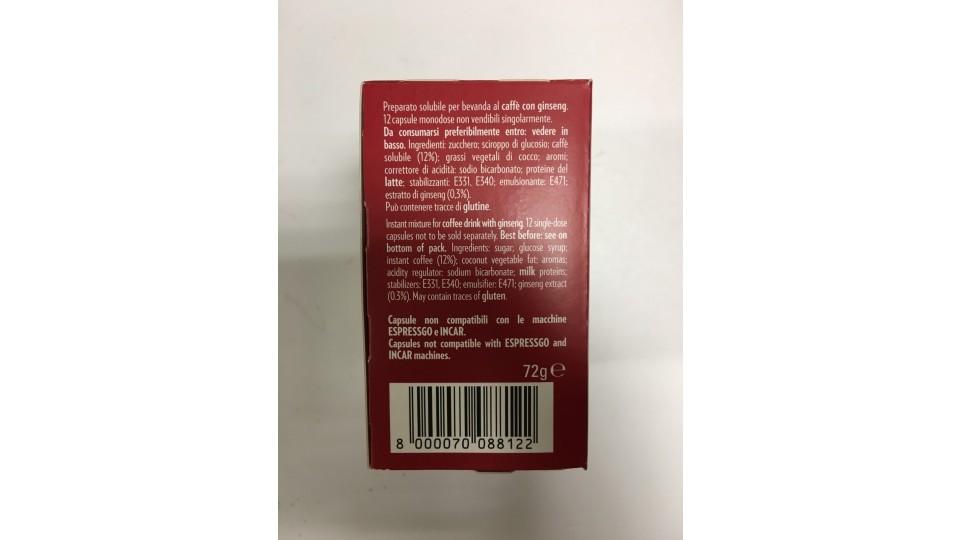 Preparato solubile per bevanda al caffè con ginseng.
12 capsule monodose non vendibili singolarmente.
Da consumarsi preferibilmente entro: vedere in
basso. Ingredienti: zucchero; sciroppo di glucosio; caffè
solubile (12%); grassi vegetali di cocco; aromi;
correttore di acidità: sodio bicarbonato; proteine del
latte; stabilizzanti: E331, E340; emulsionante: E471;
estratto di ginseng (0.3%).
Può contenere tracce di glutine.
Instant mixture for coffee drink with ginseng. 12 single-dose
capsules not to be sold separately. Best before: see on
bottom of pack. Ingredients: sugar; glucose syrup;
instant coffee (12%); coconut vegetable fat; aromas;
acidity regulator: sodium bicarbonate; milk proteins;
stabilizers: E331, E340; emulsifier: E471; ginseng extract
(0.3%). May contain traces of gluten.
Capsule non compatibili con le macchine
ESPRESSGO e INCAR.
Capsules not compatible with ESPRESSGO and
INCAR machines.
72g ℮
8 000070 088122